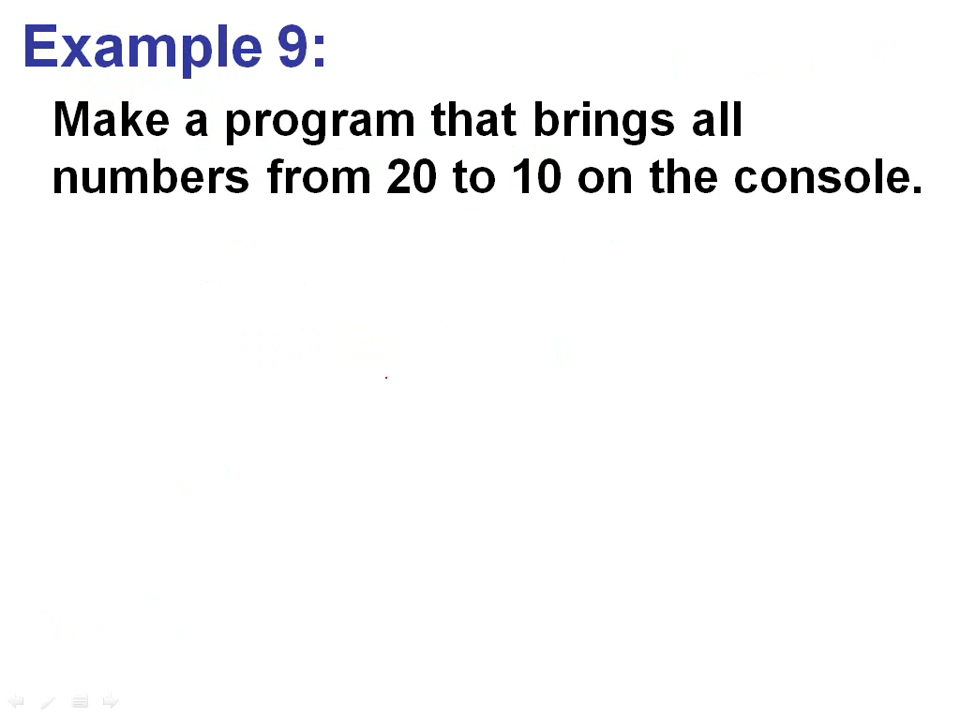 Example 9:
Make a program that brings all
numbers from 20 to 10 on the console.